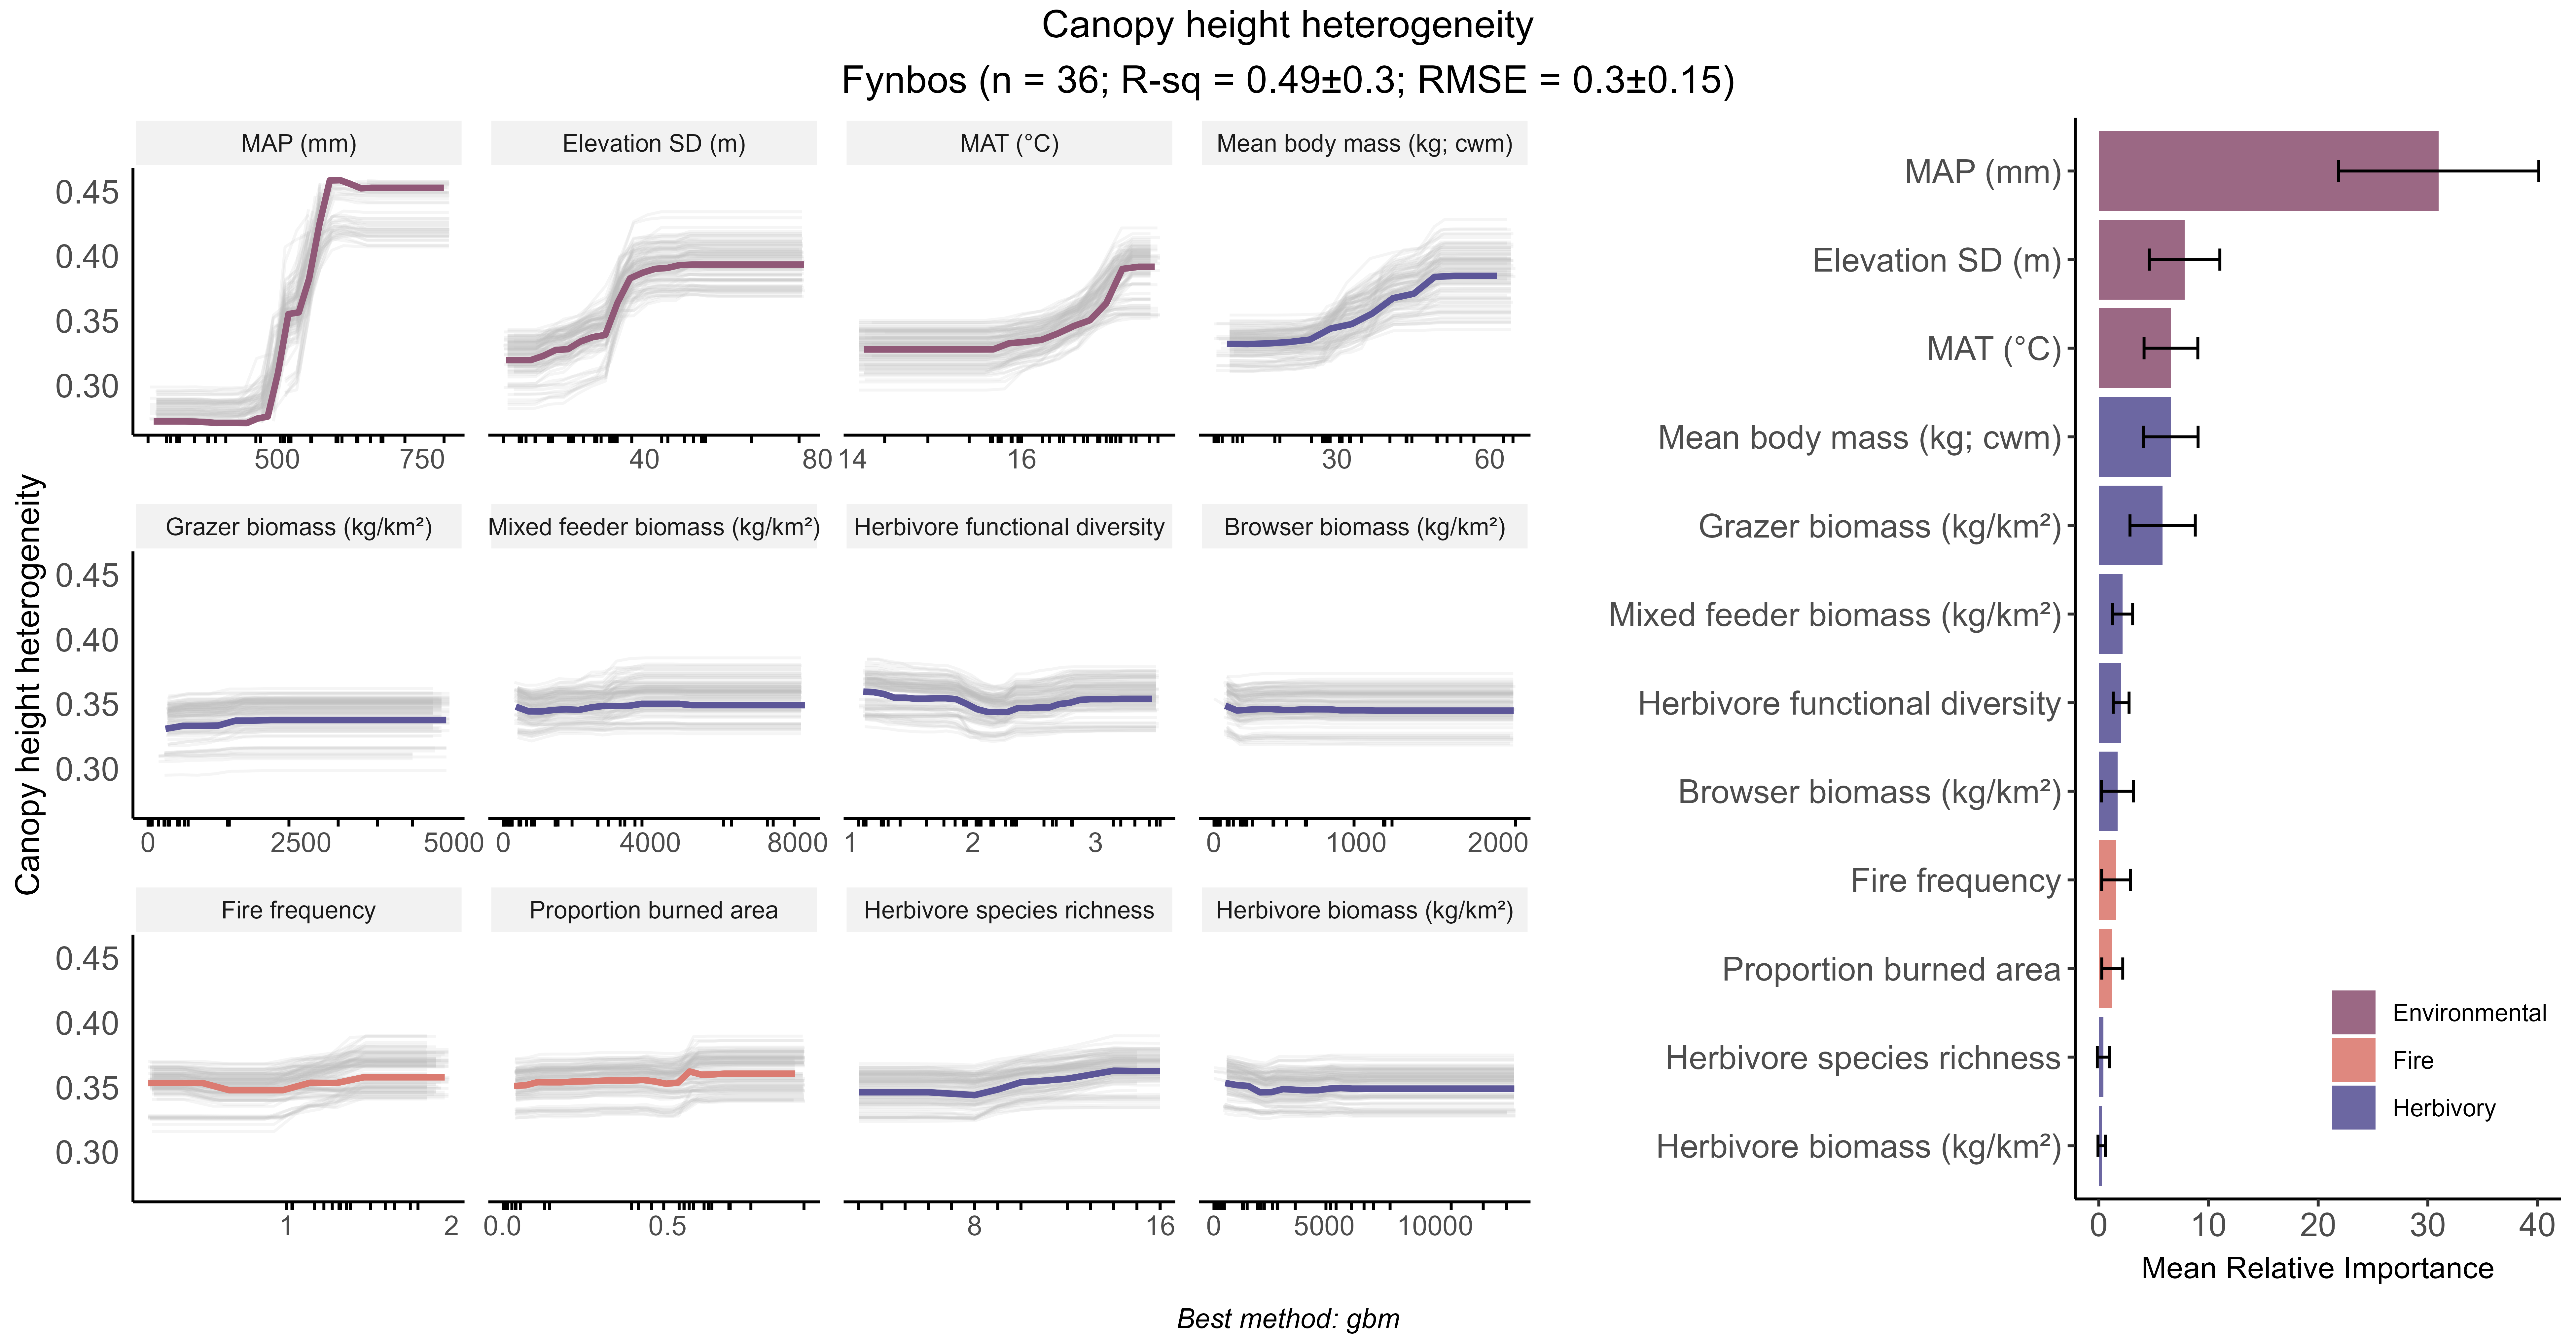 Canopy height heterogeneity
Fynbos (n = 36; R-sq = 0.49±0.3; RMSE = 0.3±0.15)
Canopy height heterogeneity
MAP (mm)
Elevation SD (m)
MAT (°C)
Mean body mass (kg; cwm)
0.45
0.40
0.35
0.30
500 750
40 80
14 16
30 60
Grazer biomass (kg/km²)
Mixed feeder biomass (kg/km²)
Herbivore functional diversity
Browser biomass (kg/km²)
0.45
0.40
0.35
0.30
0 2500 5000
0 4000 8000
1 2 3
0 1000 2000
Fire frequency
Proportion burned area
Herbivore species richness
Herbivore biomass (kg/km²)
0.45
0.40
0.35
0.30
1 2
0.0 0.5
8 16
0 5000 10000
MAP (mm)
Elevation SD (m)
MAT (°C)
Mean body mass (kg; cwm)
Grazer biomass (kg/km²)
Mixed feeder biomass (kg/km²)
Herbivore functional diversity
Browser biomass (kg/km²)
Fire frequency
Proportion burned area
Herbivore species richness
Herbivore biomass (kg/km²)
0 10 20 30 40
Mean Relative Importance
Environmental
Fire
Herbivory
Best method: gbm